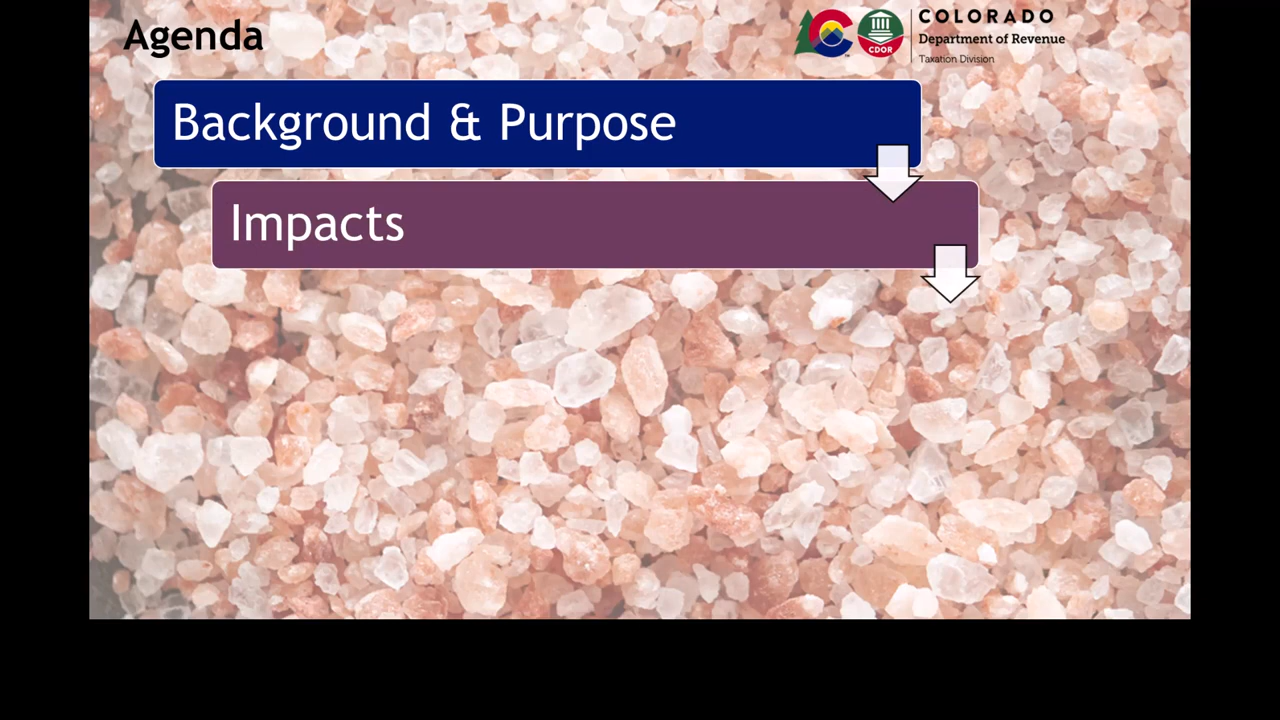 Agenda
COLORADO
Department of Revenue
Taxation Division
CDOR
Background & Purpose
Impacts